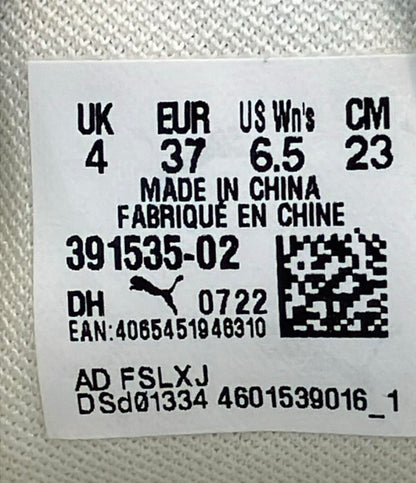 UK EUR US Wn's CM
4 37 6.5 23
MADE IN CHINA
FABRIQUÉ EN CHINE
391535-02
DH 0722
EAN:4065451946310
AD FSLXJ
DSd01334 4601539016_1